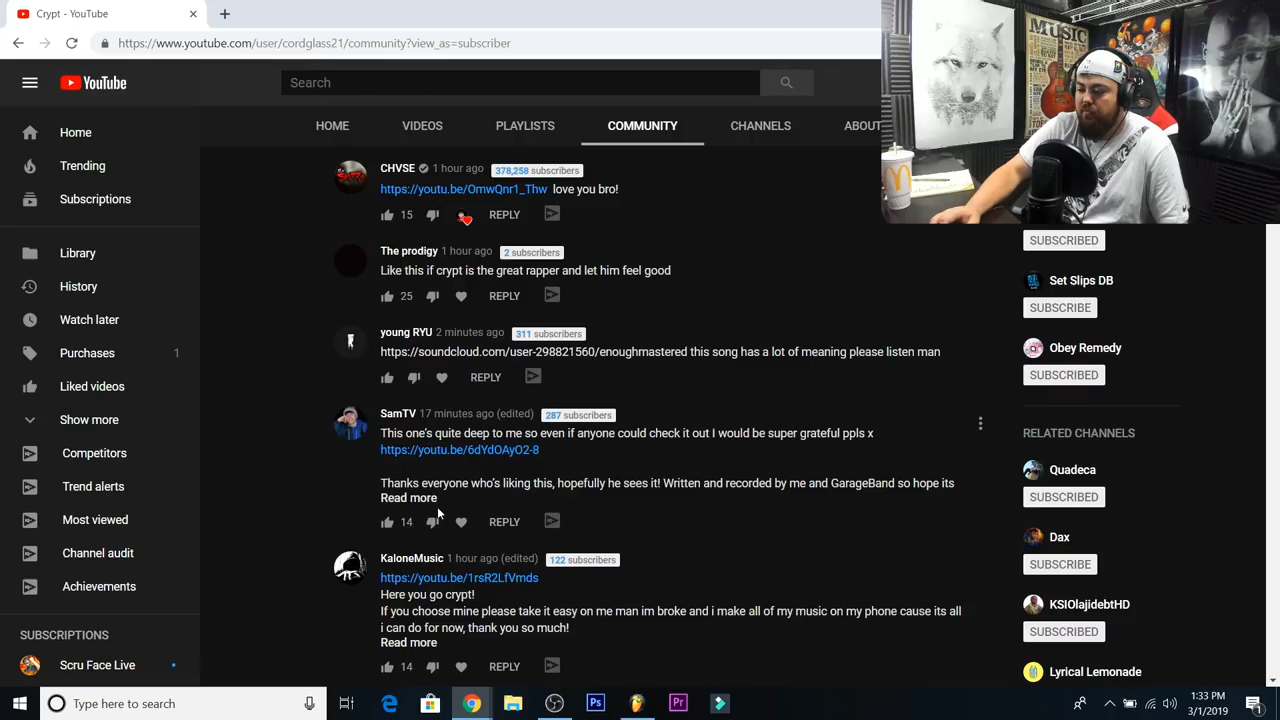 Crypt - YouTube
https://www.youtube.com/user/cordglass21/community?view_as=subscriber
YouTube
Search
MUSIC
HOME
VIDEOS
PLAYLISTS
COMMUNITY
CHANNELS
ABOUT
Home
Trending
Subscriptions
Library
History
Watch later
Purchases 1
Liked videos
Show more
Competitors
Trend alerts
Most viewed
Channel audit
Achievements
SUBSCRIPTIONS
Scru Face Live
CHVSE 1 hour ago 378,258 subscribers
https://youtu.be/OmwQnr1_Thw love you bro!
15 REPLY
Tha prodigy 1 hour ago 2 subscribers
Like this if crypt is the great rapper and let him feel good
25 REPLY
young RYU 2 minutes ago 311 subscribers
https://soundcloud.com/user-298821560/enoughmastered this song has a lot of meaning please listen man
REPLY
SamTV 17 minutes ago (edited) 287 subscribers
This one's quite deep to me so even if anyone could check it out I would be super grateful ppls x
https://youtu.be/6dYdOAyO2-8
Thanks everyone who's liking this, hopefully he sees it! Written and recorded by me and GarageBand so hope its
Read more
14 REPLY
KaloneMusic 1 hour ago (edited) 122 subscribers
https://youtu.be/1rsR2LfVmds
Here you go crypt!
If you choose mine please take it easy on me man im broke and i make all of my music on my phone cause its all
i can do for now, thank you so much!
Read more
14 REPLY
SUBSCRIBED
Set Slips DB
SUBSCRIBE
Obey Remedy
SUBSCRIBED
RELATED CHANNELS
Quadeca
SUBSCRIBED
Dax
SUBSCRIBE
KSIOlajidebtHD
SUBSCRIBED
Lyrical Lemonade
Type here to search
1:33 PM
3/1/2019
1